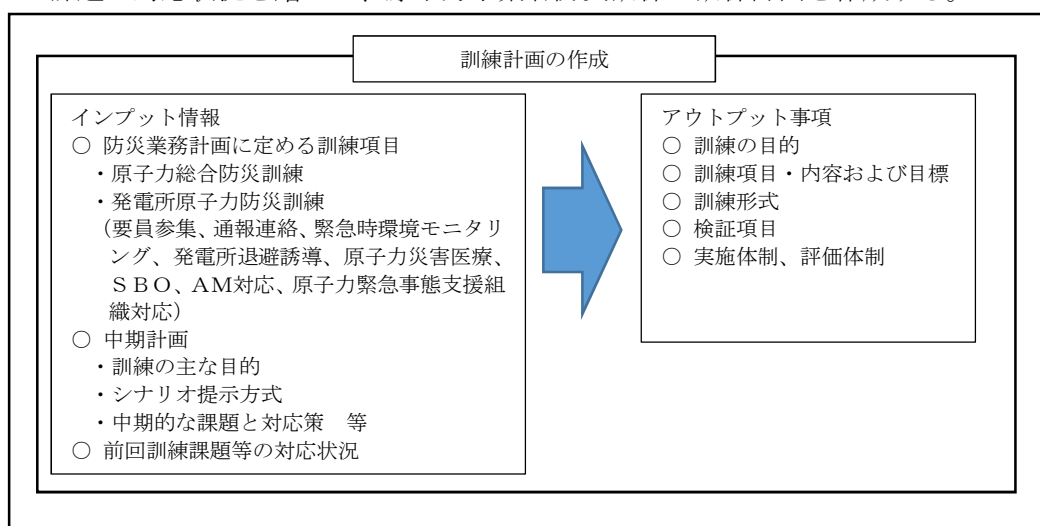 訓練計画の作成
インプット情報
○ 防災業務計画に定める訓練項目
・原子力総合防災訓練
・発電所原子力防災訓練
（要員参集、通報連絡、緊急時環境モニタリ
ング、発電所退避誘導、原子力災害医療、
ＳＢＯ、AM対応、原子力緊急事態支援組
織対応）
○ 中期計画
・訓練の主な目的
・シナリオ提示方式
・中期的な課題と対応策　等
○ 前回訓練課題等の対応状況
アウトプット事項
○ 訓練の目的
○ 訓練項目・内容および目標
○ 訓練形式
○ 検証項目
○ 実施体制、評価体制